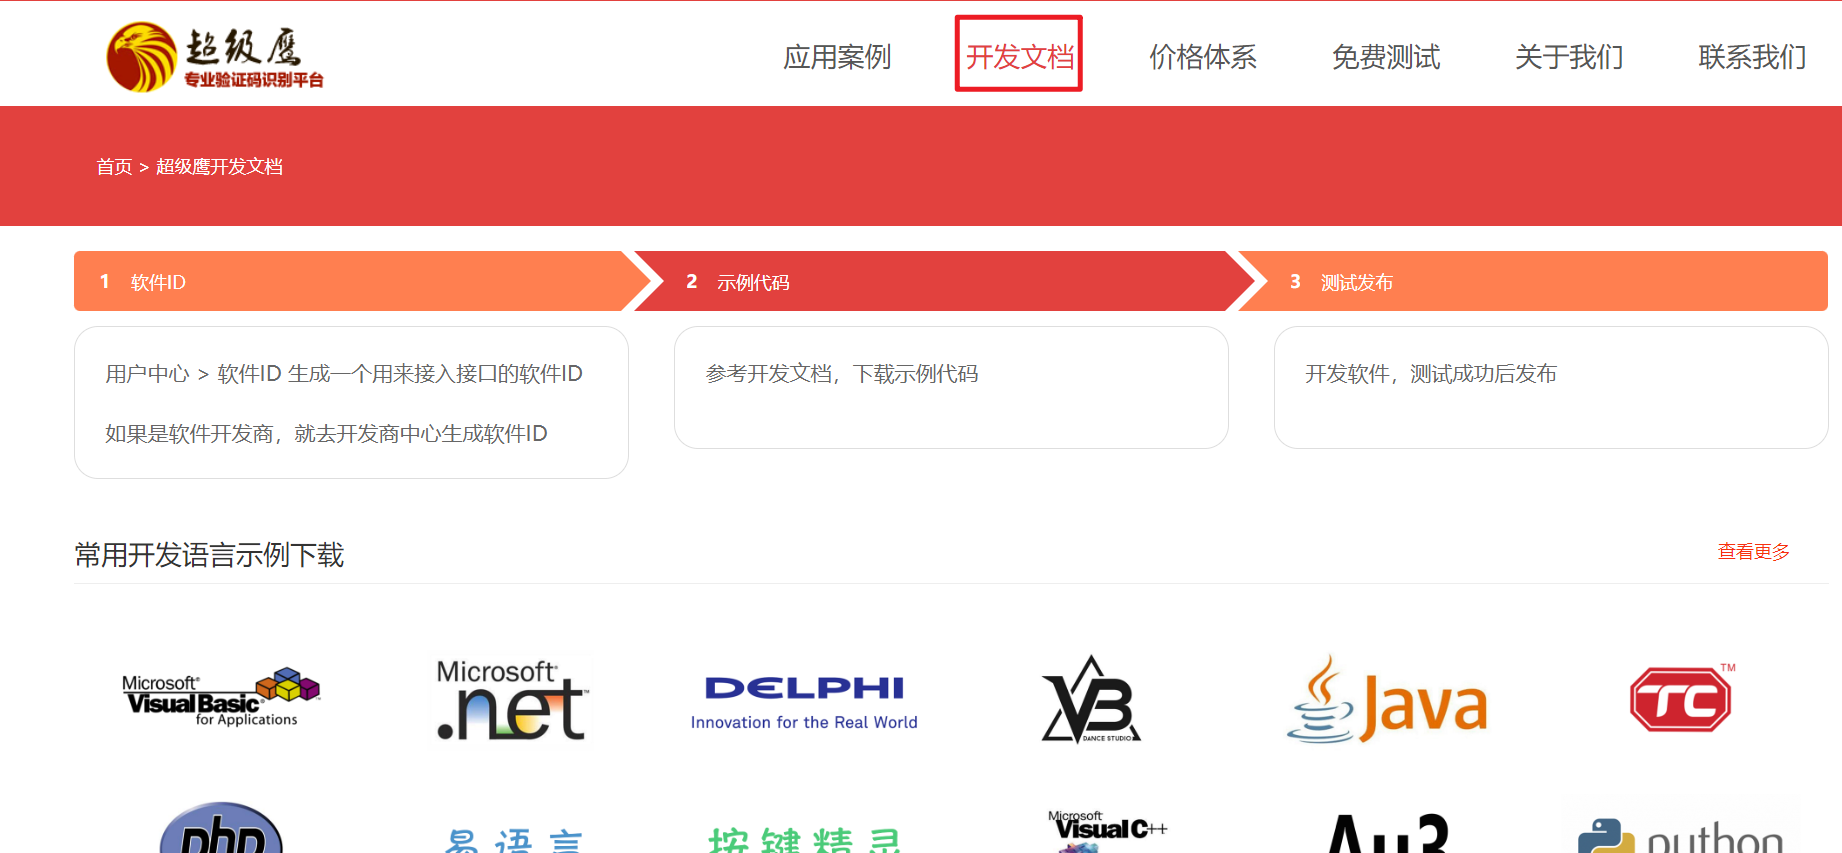 超级鹰
专业验证码识别平台
应用案例
开发文档
价格体系
免费测试
关于我们
联系我们
首页 > 超级鹰开发文档
1 软件ID
2 示例代码
3 测试发布
用户中心 > 软件ID 生成一个用来接入接口的软件ID
如果是软件开发商，就去开发商中心生成软件ID
参考开发文档，下载示例代码
开发软件，测试成功后发布
常用开发语言示例下载
查看更多
Microsoft®
Visual Basic®
for Applications
Microsoft®
.net™
DELPHI
Innovation for the Real World
VB
DANCE STUDIO
Java
TC™
php
易语言
按键精灵
Microsoft
Visual C++
Au3
python